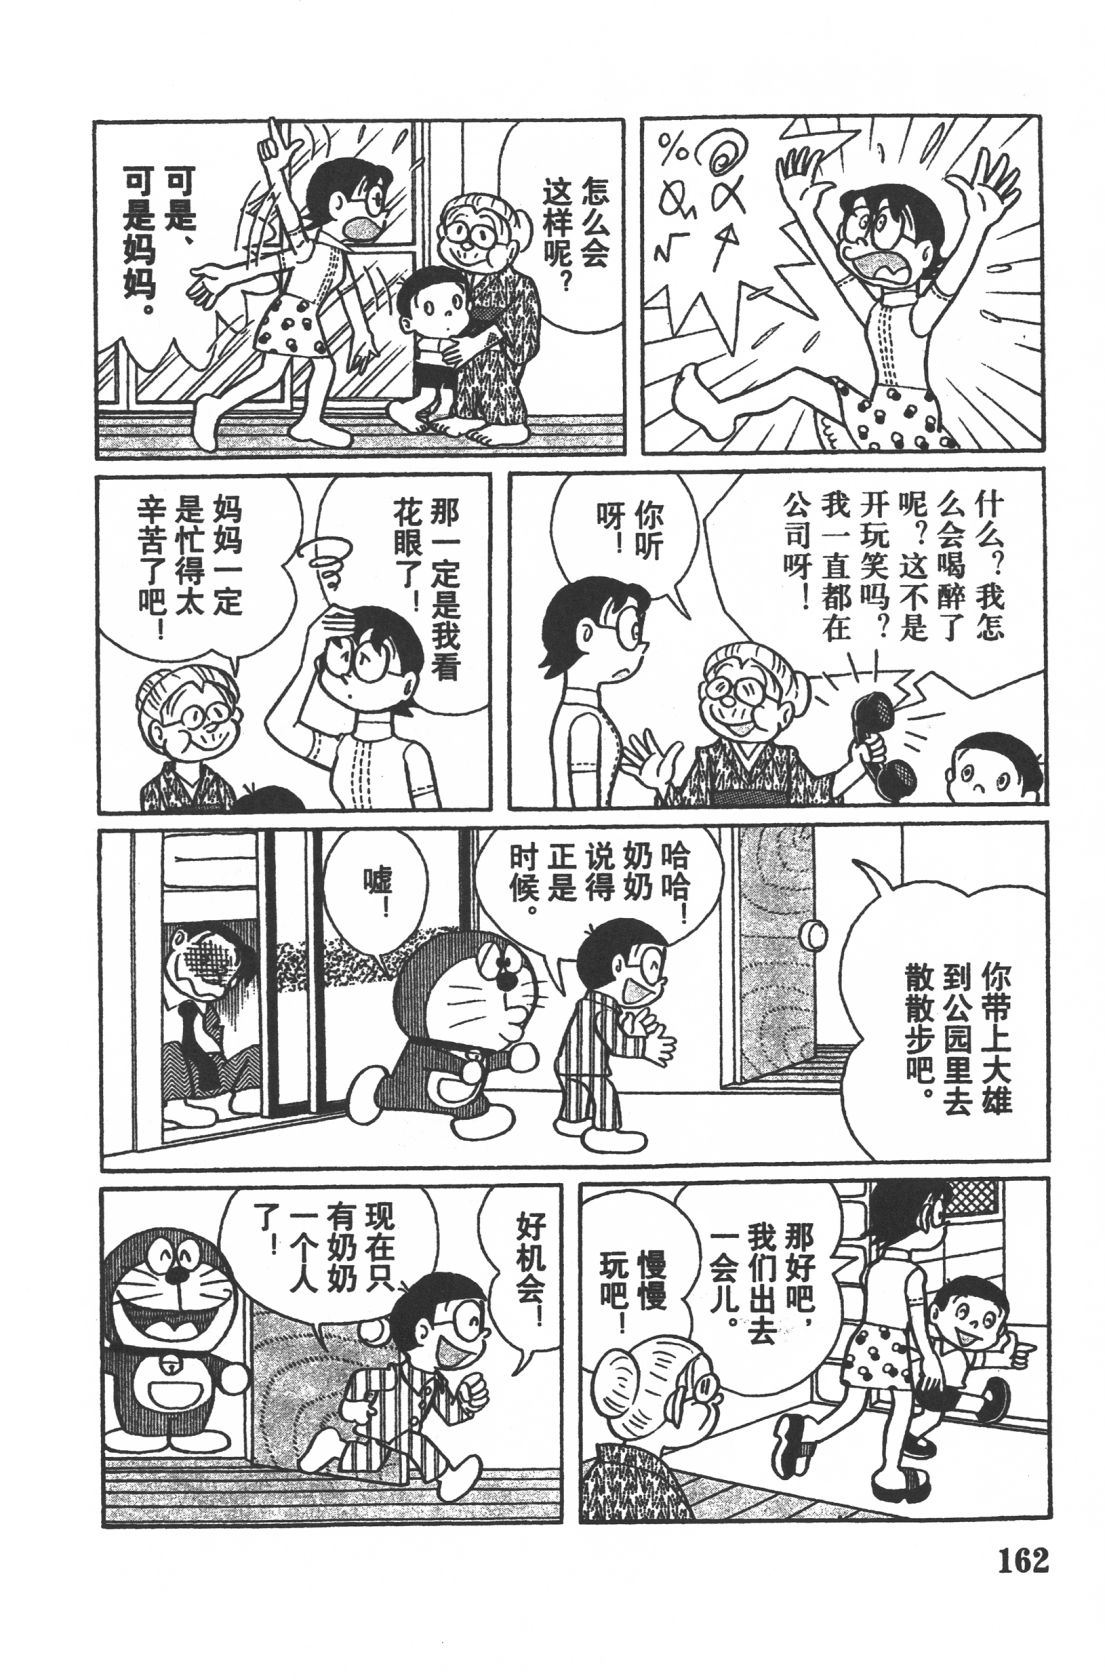 怎么会
这样呢？
可是、
可是妈妈。
什么？我怎
么会喝醉了
呢？这不是
开玩笑吗？
我一直都在
公司呀！
你听
呀！
那一定是我看
花眼了！
妈妈一定
是忙得太
辛苦了吧！
你带上大雄
到公园里去
散散步吧。
哈哈！
奶奶
说得
正是
时候。
嘘！
那好吧，
我们出去
一会儿。
慢慢
玩吧！
好机会！
现在只
有奶奶
一个人
了！
162